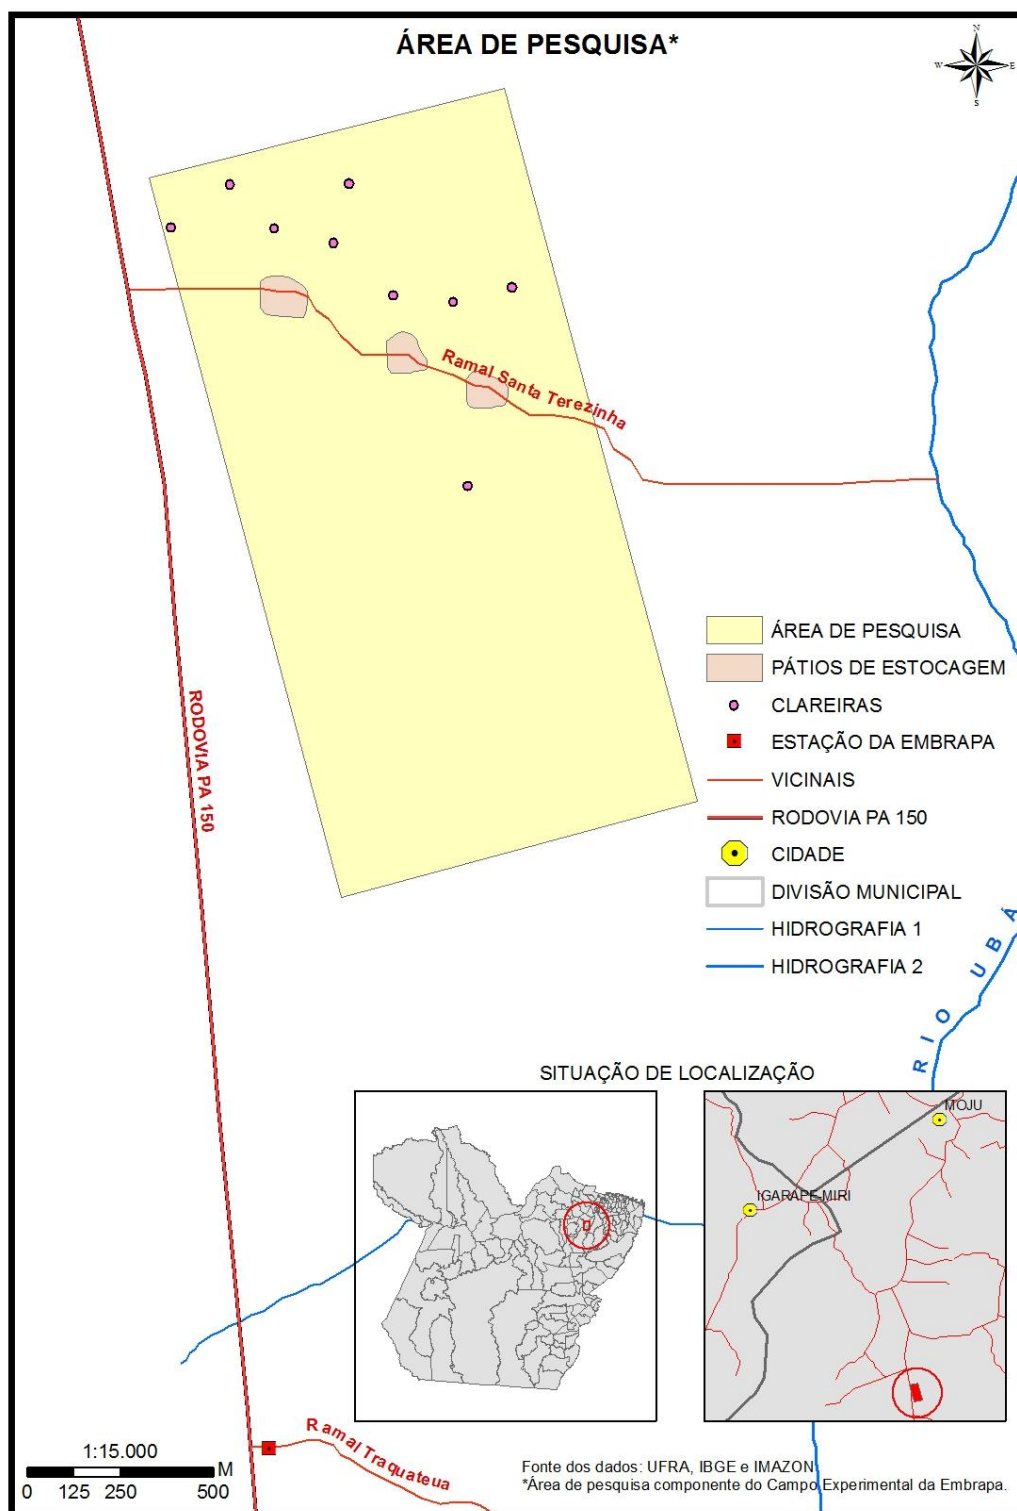 ÁREA DE PESQUISA*
N
W
E
S
Ramal Santa Terezinha
RODOVIA PA 150
ÁREA DE PESQUISA
PÁTIOS DE ESTOCAGEM
CLAREIRAS
ESTAÇÃO DA EMBRAPA
VICINAIS
RODOVIA PA 150
CIDADE
DIVISÃO MUNICIPAL
HIDROGRAFIA 1
HIDROGRAFIA 2
RIO UBÁ
SITUAÇÃO DE LOCALIZAÇÃO
MOJU
IGARAPE-MIRI
Ramal Traquateua
1:15.000
M
0 125 250 500
Fonte dos dados: UFRA, IBGE e IMAZON
*Área de pesquisa componente do Campo Experimental da Embrapa.